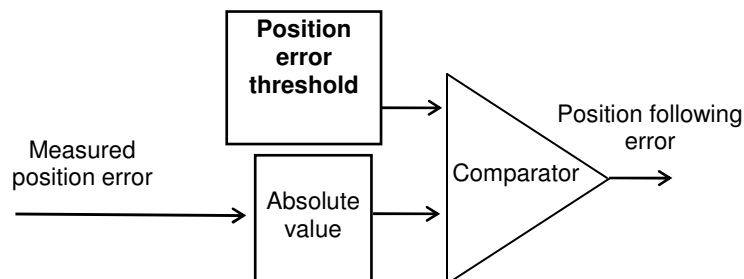 Position
error
threshold
Position following
error
Measured
position error
Comparator
Absolute
value